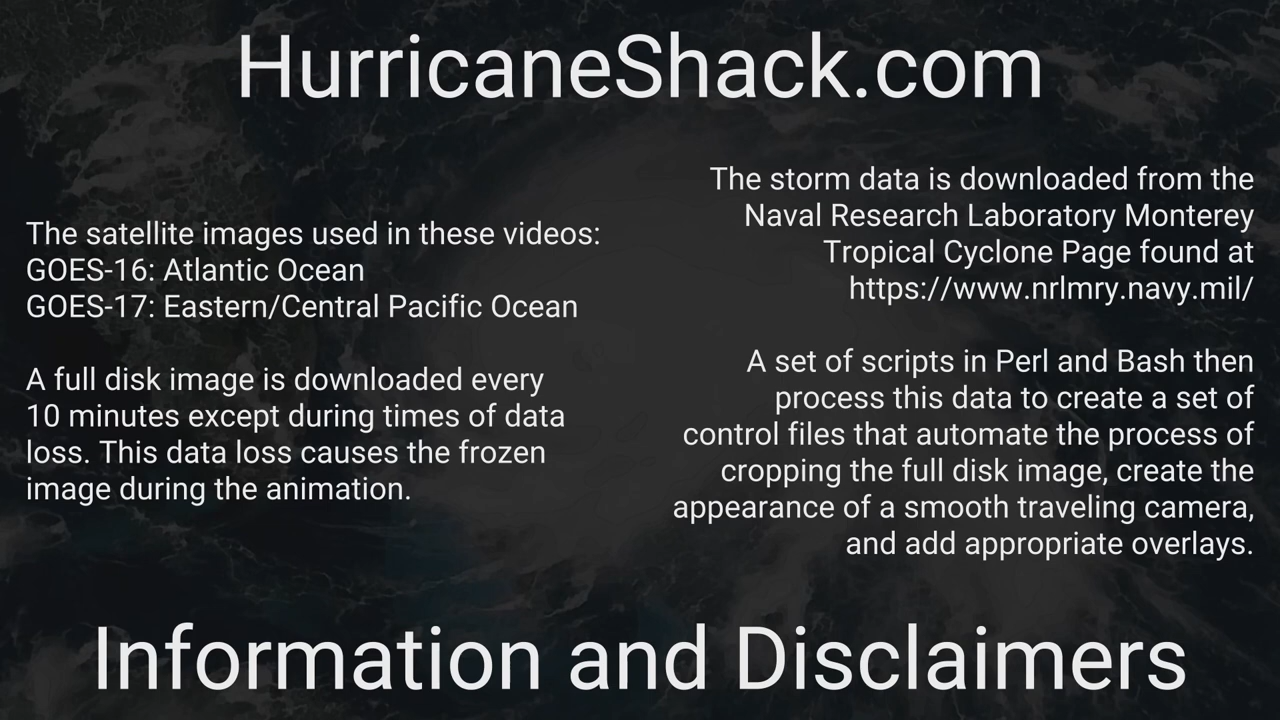 HurricaneShack.com
The satellite images used in these videos:
GOES-16: Atlantic Ocean
GOES-17: Eastern/Central Pacific Ocean
A full disk image is downloaded every
10 minutes except during times of data
loss. This data loss causes the frozen
image during the animation.
The storm data is downloaded from the
Naval Research Laboratory Monterey
Tropical Cyclone Page found at
https://www.nrlmry.navy.mil/
A set of scripts in Perl and Bash then
process this data to create a set of
control files that automate the process of
cropping the full disk image, create the
appearance of a smooth traveling camera,
and add appropriate overlays.
Information and Disclaimers